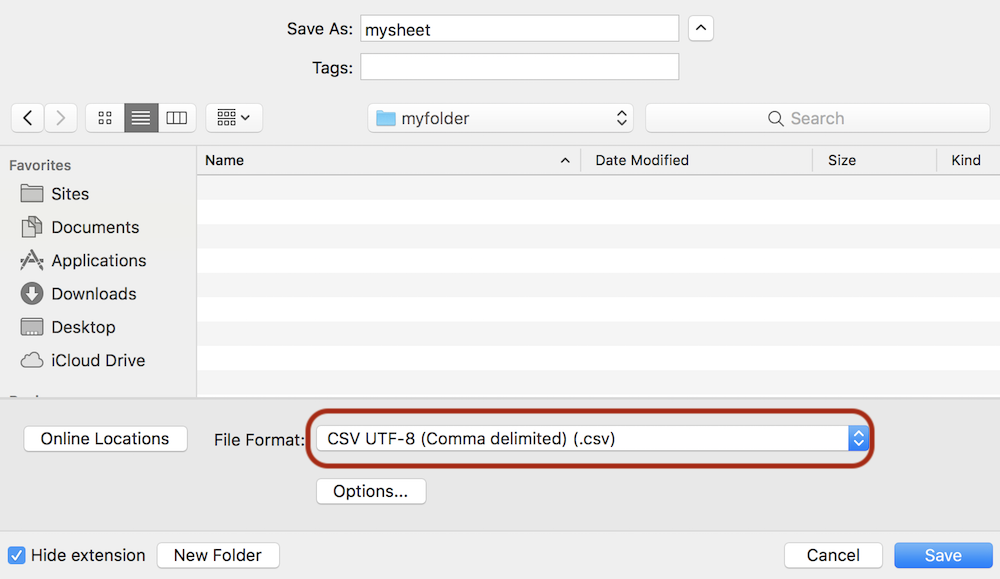 Save As: mysheet
Tags:
myfolder
Search
Favorites
Name
Date Modified
Size
Kind
Sites
Documents
Applications
Downloads
Desktop
iCloud Drive
Online Locations
File Format: CSV UTF-8 (Comma delimited) (.csv)
Options...
Hide extension
New Folder
Cancel
Save